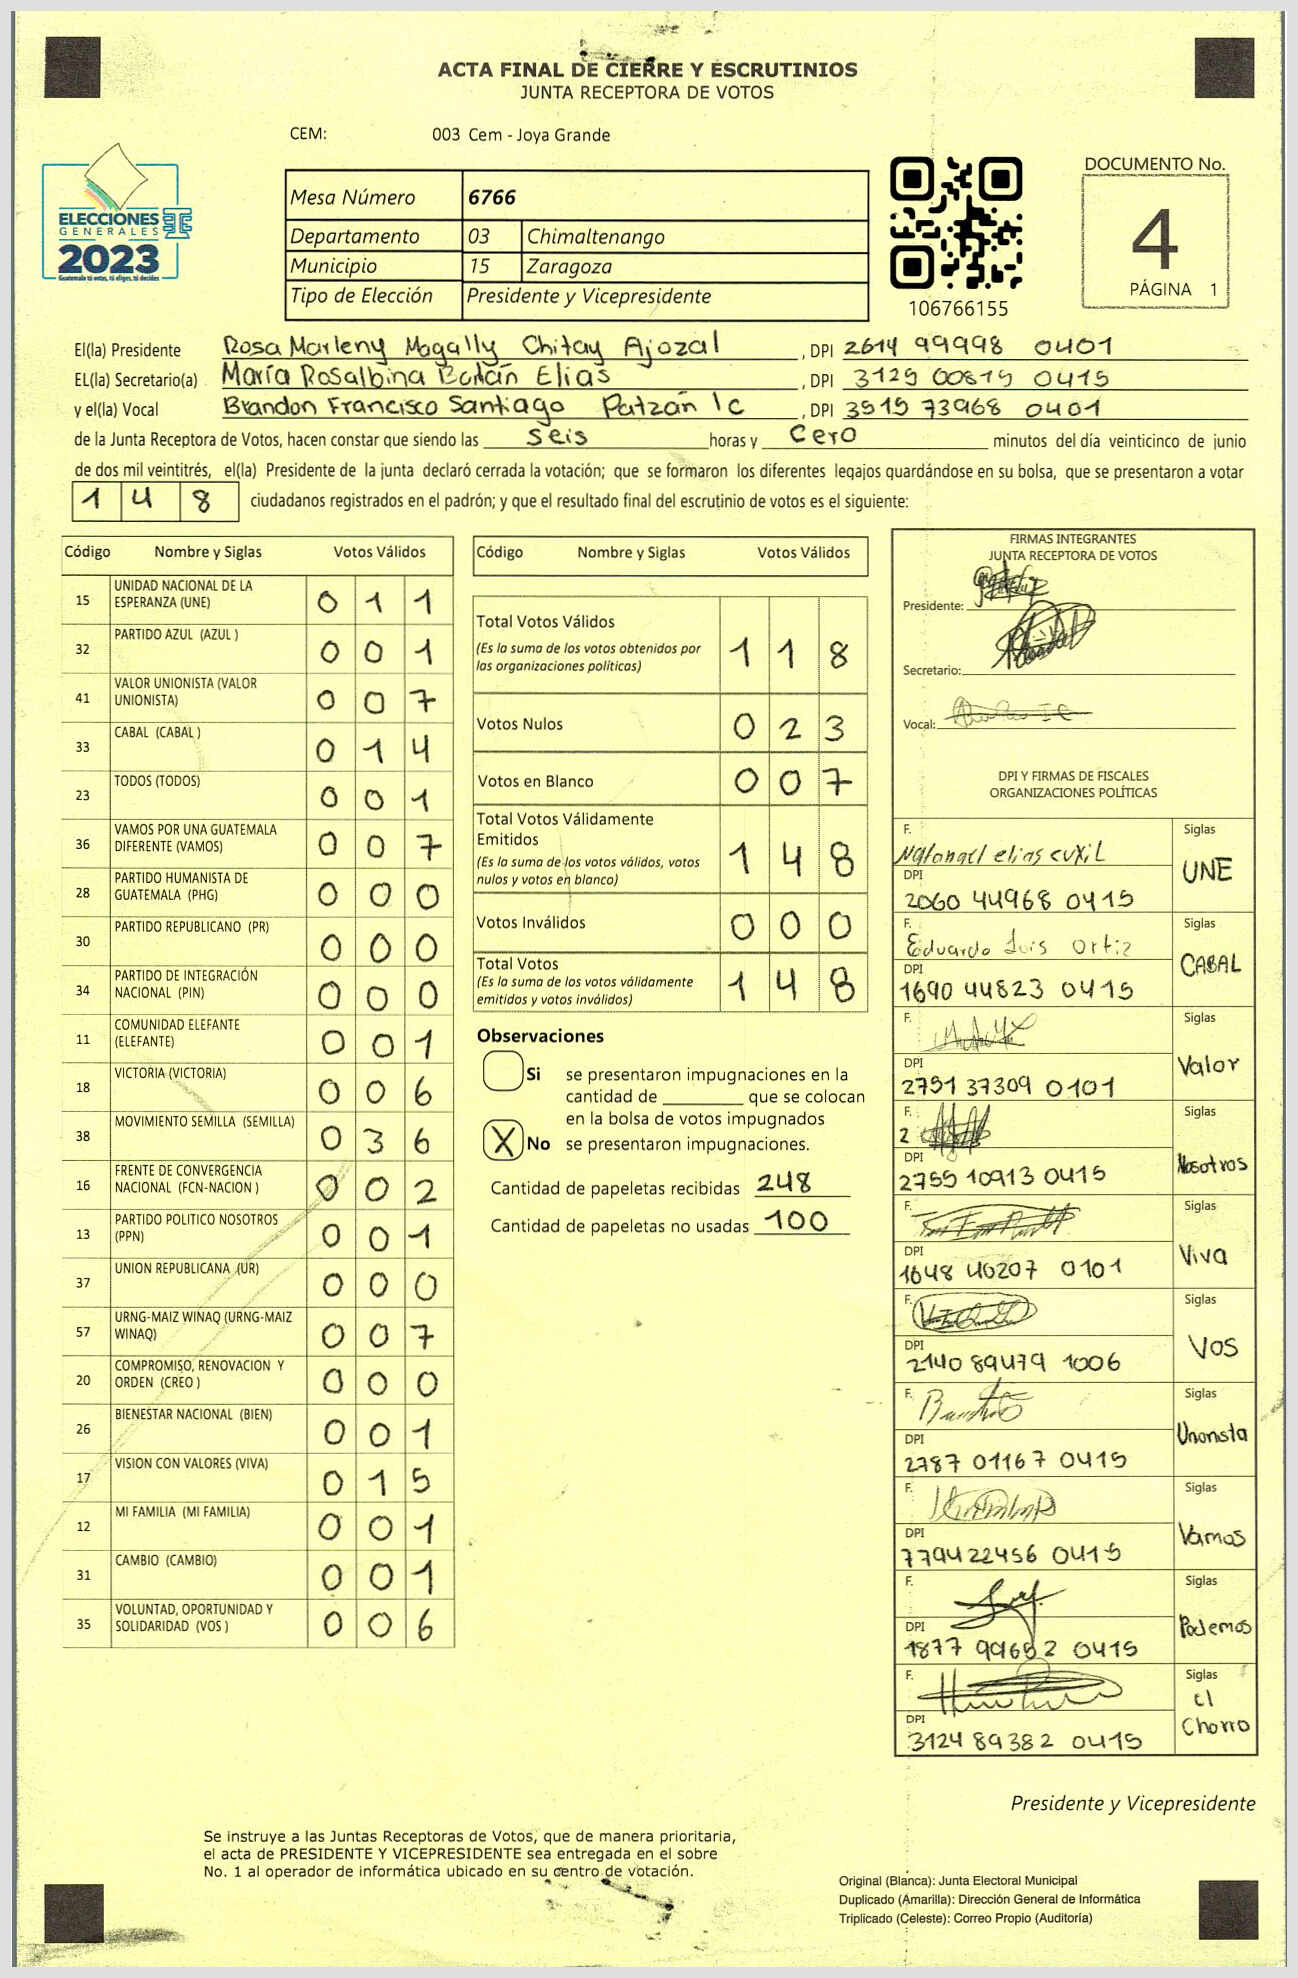 ACTA FINAL DE CIERRE Y ESCRUTINIOS
JUNTA RECEPTORA DE VOTOS
CEM: 003 Cem - Joya Grande
ELECCIONES
GENERALES
2023
Guatemala tú votas, tú eliges, tú decides
Mesa Número 6766
Departamento 03 Chimaltenango
Municipio 15 Zaragoza
Tipo de Elección Presidente y Vicepresidente
106766155
DOCUMENTO No.
4
PÁGINA 1
El(la) Presidente Rosa Marleny Magally Chitay Ajozal , DPI 2614 99998 0401
EL(la) Secretario(a) María Rosalbina Elias , DPI 3125 00819 0415
y el(la) Vocal Brandon Francisco Santiago Patzán Ic , DPI 3515 73968 0401
de la Junta Receptora de Votos, hacen constar que siendo las seis horas y cero minutos del día veinticinco de junio
de dos mil veintitrés, el(la) Presidente de la junta declaró cerrada la votación; que se formaron los diferentes legajos guardándose en su bolsa, que se presentaron a votar
1 4 8 ciudadanos registrados en el padrón; y que el resultado final del escrutinio de votos es el siguiente:
Código Nombre y Siglas Votos Válidos
15 UNIDAD NACIONAL DE LA ESPERANZA (UNE) 0 1 1
32 PARTIDO AZUL (AZUL ) 0 0 1
41 VALOR UNIONISTA (VALOR UNIONISTA) 0 0 7
33 CABAL (CABAL ) 0 1 4
23 TODOS (TODOS) 0 0 1
36 VAMOS POR UNA GUATEMALA DIFERENTE (VAMOS) 0 0 7
28 PARTIDO HUMANISTA DE GUATEMALA (PHG) 0 0 0
30 PARTIDO REPUBLICANO (PR) 0 0 0
34 PARTIDO DE INTEGRACIÓN NACIONAL (PIN) 0 0 0
11 COMUNIDAD ELEFANTE (ELEFANTE) 0 0 1
18 VICTORIA (VICTORIA) 0 0 6
38 MOVIMIENTO SEMILLA (SEMILLA) 0 3 6
16 FRENTE DE CONVERGENCIA NACIONAL (FCN-NACION ) 0 0 2
13 PARTIDO POLITICO NOSOTROS (PPN) 0 0 1
37 UNION REPUBLICANA (UR) 0 0 0
57 URNG-MAIZ WINAQ (URNG-MAIZ WINAQ) 0 0 7
20 COMPROMISO, RENOVACION Y ORDEN (CREO ) 0 0 0
26 BIENESTAR NACIONAL (BIEN) 0 0 1
17 VISION CON VALORES (VIVA) 0 1 5
12 MI FAMILIA (MI FAMILIA) 0 0 1
31 CAMBIO (CAMBIO) 0 0 1
35 VOLUNTAD, OPORTUNIDAD Y SOLIDARIDAD (VOS ) 0 0 6
Código Nombre y Siglas Votos Válidos
Total Votos Válidos 1 1 8
(Es la suma de los votos obtenidos por
las organizaciones políticas)
Votos Nulos 0 2 3
Votos en Blanco 0 0 7
Total Votos Válidamente
Emitidos 1 4 8
(Es la suma de los votos válidos, votos
nulos y votos en blanco)
Votos Inválidos 0 0 0
Total Votos 1 4 8
(Es la suma de los votos válidamente
emitidos y votos inválidos)
Observaciones
Si se presentaron impugnaciones en la
cantidad de ________ que se colocan
en la bolsa de votos impugnados
X No se presentaron impugnaciones.
Cantidad de papeletas recibidas 248
Cantidad de papeletas no usadas 100
FIRMAS INTEGRANTES
JUNTA RECEPTORA DE VOTOS
Presidente:
Secretario:
Vocal:
DPI Y FIRMAS DE FISCALES
ORGANIZACIONES POLÍTICAS
F. Natanael elias cuxil Siglas UNE
DPI 2060 44968 0415
F. Eduardo Luis Ortiz Siglas CABAL
DPI 1690 44823 0415
F. Siglas Valor
DPI 2751 37309 0101
F. Siglas Nosotros
DPI 2755 10913 0415
F. Siglas Viva
DPI 1648 40207 0101
F. Siglas VOS
DPI 2140 89479 1006
F. Siglas Unonista
DPI 2787 01167 0415
F. Siglas Vamos
DPI 7794 22456 0415
F. Siglas Podemos
DPI 1877 99652 0415
F. Siglas el Chorro
DPI 3124 89382 0415
Presidente y Vicepresidente
Se instruye a las Juntas Receptoras de Votos, que de manera prioritaria,
el acta de PRESIDENTE Y VICEPRESIDENTE sea entregada en el sobre
No. 1 al operador de informática ubicado en su centro de votación.
Original (Blanca): Junta Electoral Municipal
Duplicado (Amarilla): Dirección General de Informática
Triplicado (Celeste): Correo Propio (Auditoría)